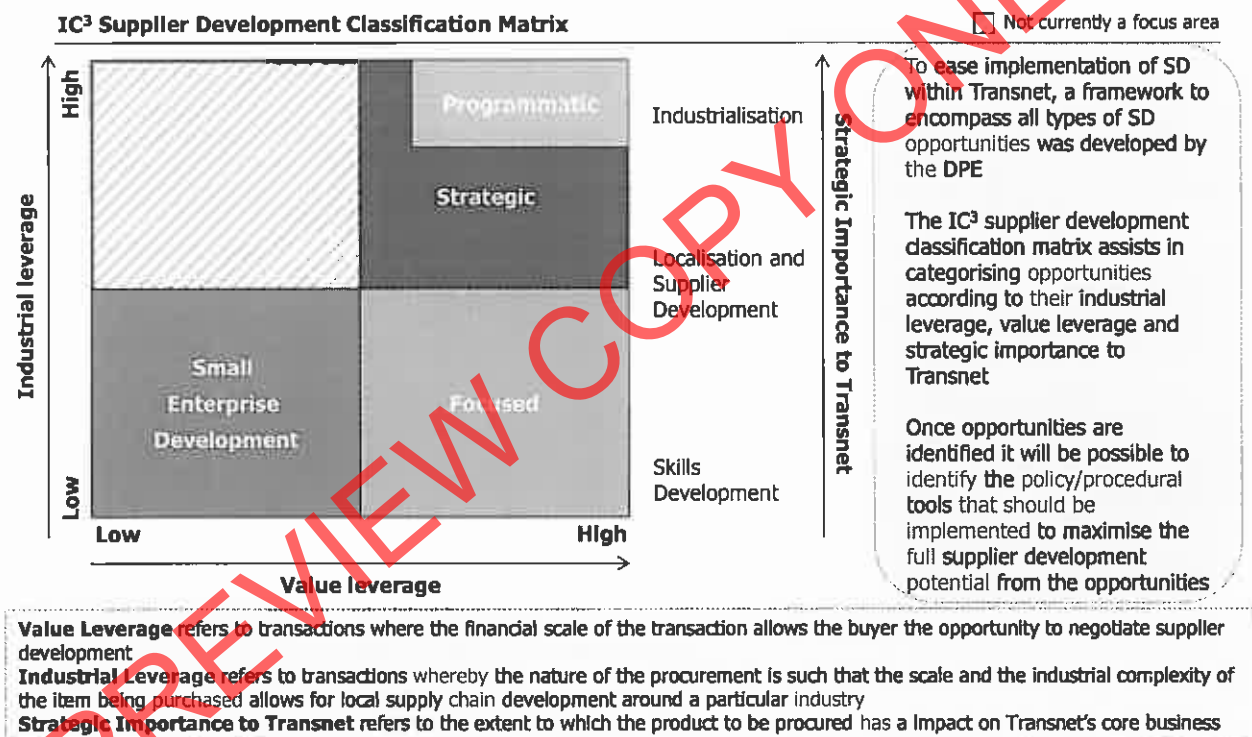 IC³ Supplier Development Classification Matrix
Not currently a focus area
High
Industrial leverage
Low
Programmatic
Strategic
Small
Enterprise
Development
Focused
Low
High
Value leverage
Industrialisation
Localisation and
Supplier
Development
Skills
Development
Strategic Importance to Transnet
To ease implementation of SD
within Transnet, a framework to
encompass all types of SD
opportunities was developed by
the DPE
The IC³ supplier development
classification matrix assists in
categorising opportunities
according to their industrial
leverage, value leverage and
strategic importance to
Transnet
Once opportunities are
identified it will be possible to
identify the policy/procedural
tools that should be
implemented to maximise the
full supplier development
potential from the opportunities
Value Leverage refers to transactions where the financial scale of the transaction allows the buyer the opportunity to negotiate supplier
development
Industrial Leverage refers to transactions whereby the nature of the procurement is such that the scale and the industrial complexity of
the item being purchased allows for local supply chain development around a particular industry
Strategic Importance to Transnet refers to the extent to which the product to be procured has a impact on Transnet's core business
PREVIEW COPY ON